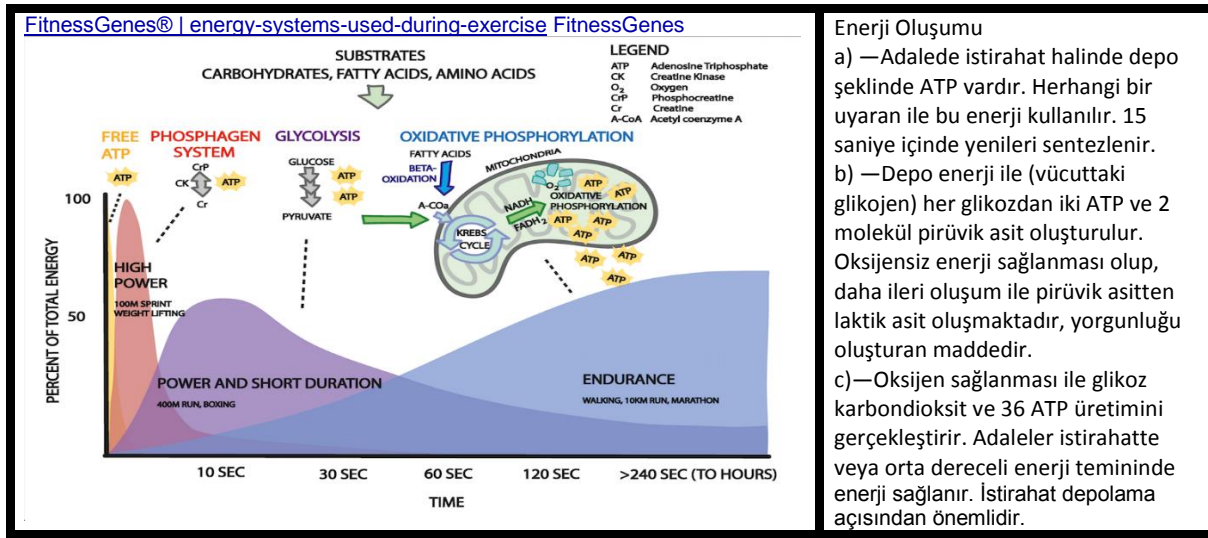 FitnessGenes® | energy-systems-used-during-exercise FitnessGenes
SUBSTRATES
CARBOHYDRATES, FATTY ACIDS, AMINO ACIDS
LEGEND
ATP Adenosine Triphosphate
CK Creatine Kinase
O2 Oxygen
CrP Phosphocreatine
Cr Creatine
A-CoA Acetyl coenzyme A
FREE
ATP
ATP
PHOSPHAGEN
SYSTEM
CrP
CK
ATP
Cr
GLYCOLYSIS
GLUCOSE
ATP
ATP
PYRUVATE
OXIDATIVE PHOSPHORYLATION
FATTY ACIDS
BETA-
OXIDATION
A-COa
MITOCHONDRIA
KREBS
CYCLE
NADH
FADH2
O2
OXIDATIVE
PHOSPHORYLATION
ATP
ATP
ATP
ATP
ATP
ATP
ATP
ATP
ATP
PERCENT OF TOTAL ENERGY
100
50
HIGH
POWER
100M SPRINT
WEIGHT LIFTING
POWER AND SHORT DURATION
400M RUN, BOXING
ENDURANCE
WALKING, 10KM RUN, MARATHON
10 SEC
30 SEC
60 SEC
120 SEC
>240 SEC (TO HOURS)
TIME
Enerji Oluşumu
a) —Adalede istirahat halinde depo
şeklinde ATP vardır. Herhangi bir
uyaran ile bu enerji kullanılır. 15
saniye içinde yenileri sentezlenir.
b) —Depo enerji ile (vücuttaki
glikojen) her glikozdan iki ATP ve 2
molekül pirüvik asit oluşturulur.
Oksijensiz enerji sağlanması olup,
daha ileri oluşum ile pirüvik asitten
laktik asit oluşmaktadır, yorgunluğu
oluşturan maddedir.
c)—Oksijen sağlanması ile glikoz
karbondioksit ve 36 ATP üretimini
gerçekleştirir. Adaleler istirahatte
veya orta dereceli enerji temininde
enerji sağlanır. İstirahat depolama
açısından önemlidir.